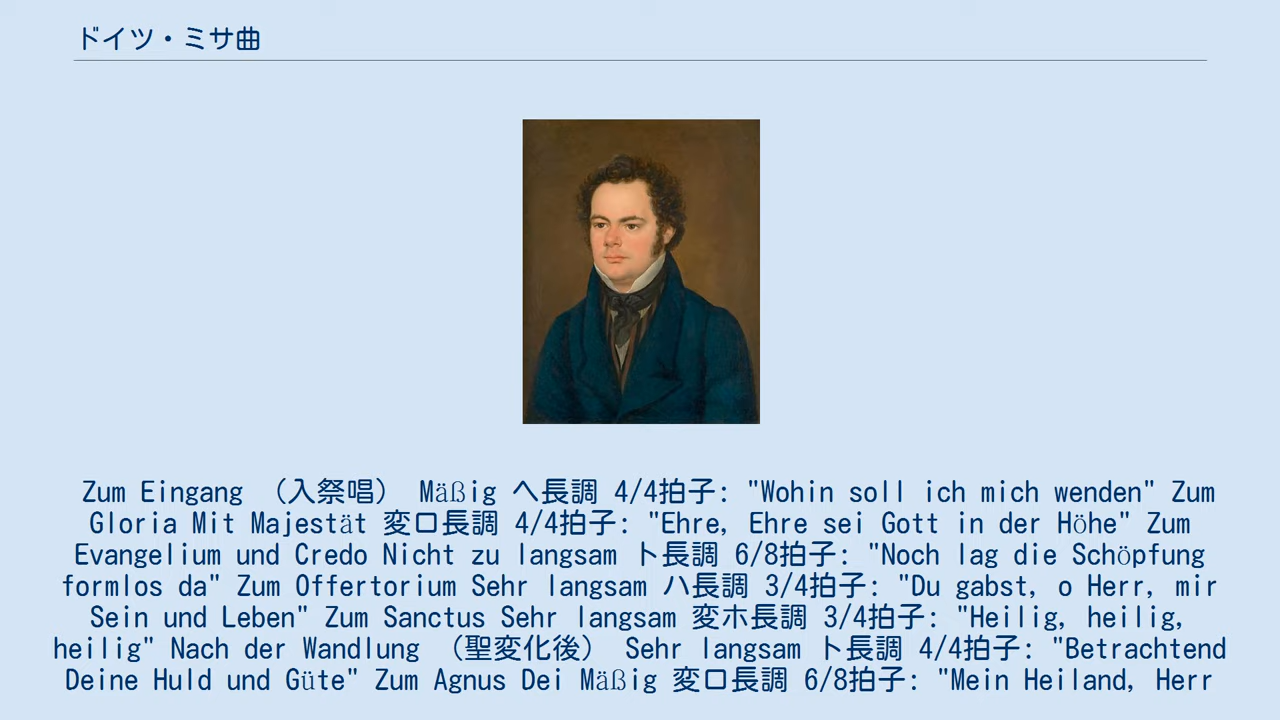 ドイツ・ミサ曲
Zum Eingang （入祭唱） Mäßig ヘ長調 4/4拍子: "Wohin soll ich mich wenden" Zum
Gloria Mit Majestät 変ロ長調 4/4拍子: "Ehre, Ehre sei Gott in der Höhe" Zum
Evangelium und Credo Nicht zu langsam ト長調 6/8拍子: "Noch lag die Schöpfung
formlos da" Zum Offertorium Sehr langsam ハ長調 3/4拍子: "Du gabst, o Herr, mir
Sein und Leben" Zum Sanctus Sehr langsam 変ホ長調 3/4拍子: "Heilig, heilig,
heilig" Nach der Wandlung （聖変化後） Sehr langsam ト長調 4/4拍子: "Betrachtend
Deine Huld und Güte" Zum Agnus Dei Mäßig 変ロ長調 6/8拍子: "Mein Heiland, Herr